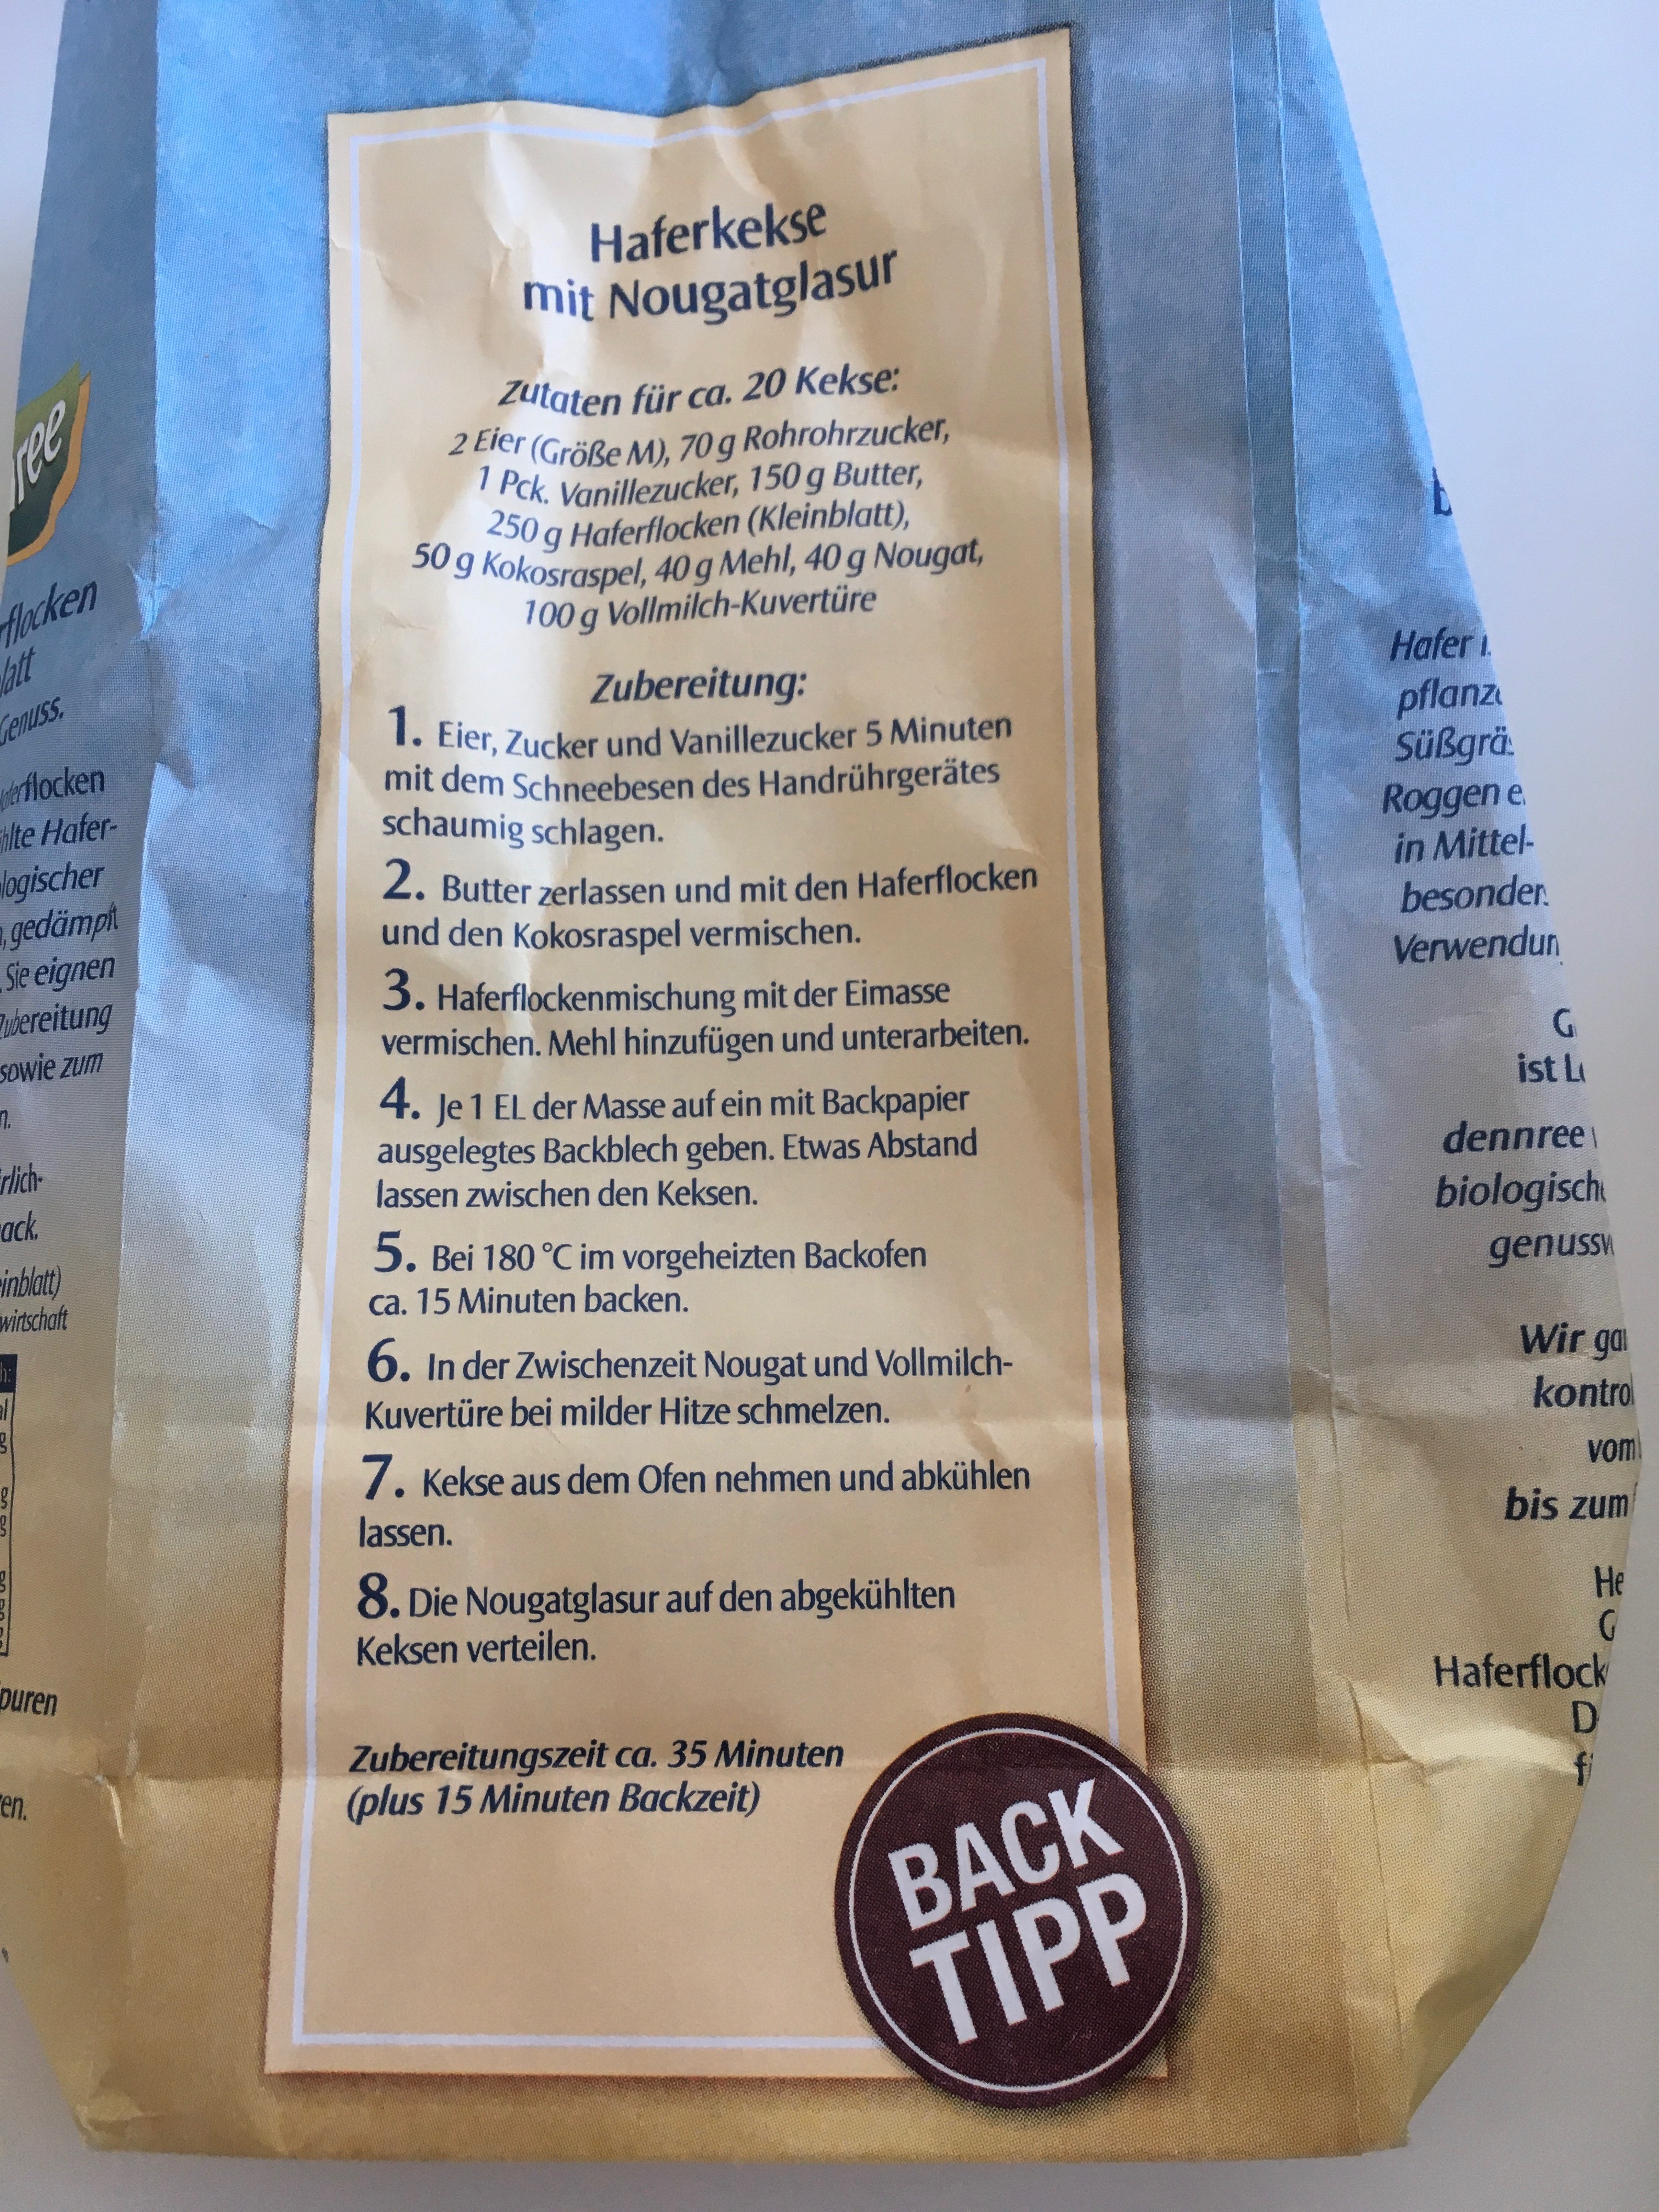 Haferkekse
mit Nougatglasur
Zutaten für ca. 20 Kekse:
2 Eier (Größe M), 70 g Rohrohrzucker,
1 Pck. Vanillezucker, 150 g Butter,
250 g Haferflocken (Kleinblatt),
50 g Kokosraspel, 40 g Mehl, 40 g Nougat,
100 g Vollmilch-Kuvertüre
Zubereitung:
1. Eier, Zucker und Vanillezucker 5 Minuten
mit dem Schneebesen des Handrührgerätes
schaumig schlagen.
2. Butter zerlassen und mit den Haferflocken
und den Kokosraspel vermischen.
3. Haferflockenmischung mit der Eimasse
vermischen. Mehl hinzufügen und unterarbeiten.
4. Je 1 EL der Masse auf ein mit Backpapier
ausgelegtes Backblech geben. Etwas Abstand
lassen zwischen den Keksen.
5. Bei 180 °C im vorgeheizten Backofen
ca. 15 Minuten backen.
6. In der Zwischenzeit Nougat und Vollmilch-
Kuvertüre bei milder Hitze schmelzen.
7. Kekse aus dem Ofen nehmen und abkühlen
lassen.
8. Die Nougatglasur auf den abgekühlten
Keksen verteilen.
Zubereitungszeit ca. 35 Minuten
(plus 15 Minuten Backzeit)
BACK
TIPP
ree
flocken
latt
Genuss.
erflocken
hlte Hafer-
logischer
, gedämpft
Sie eignen
Zubereitung
sowie zum
n.
rlich-
ack.
inblatt)
wirtschaft
puren
en.
Hafer
pflanz
Süßgrä
Roggen
in Mittel-
besonder
Verwendun
G
ist
dennree
biologisch
genuss
Wir
kontrol
vom
bis zum
He
G
Haferflock
D
f